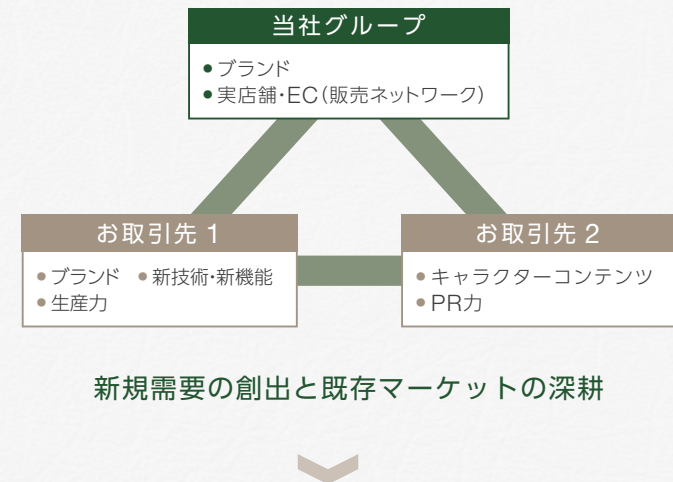 当社グループ
●ブランド
●実店舗・EC(販売ネットワーク)
お取引先 1
●ブランド ●新技術・新機能
●生産力
お取引先 2
●キャラクターコンテンツ
●PR力
新規需要の創出と既存マーケットの深耕